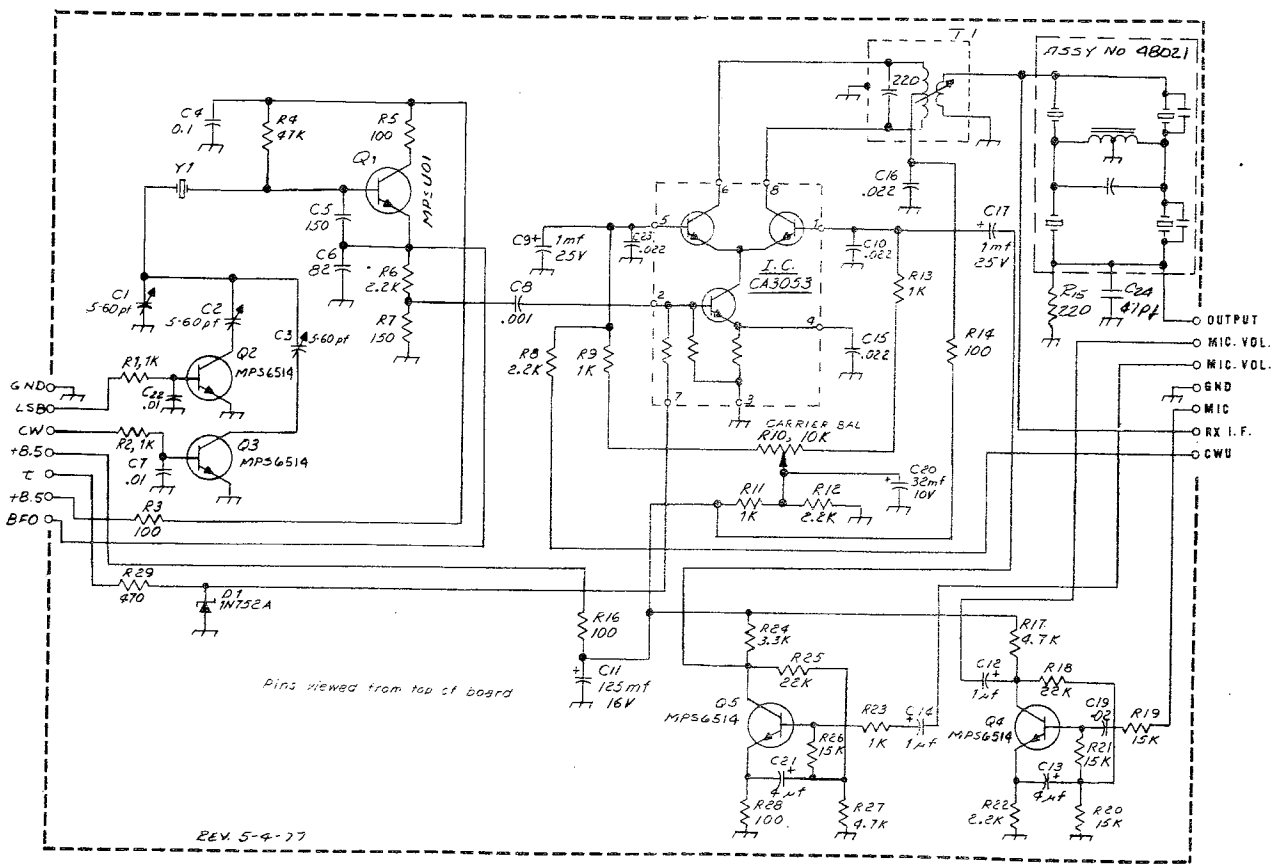 T1
ASSY NO 48021
220
C4
0.1
R4
47K
R5
100
Q1
MPSU01
Y1
C5
150
C6
82
R6
2.2K
R7
150
C1
5-60pf
C2
5-60pf
C3
5-60pf
R1, 1K
Q2
MPS6514
C22
.01
R2, 1K
C7
.01
Q3
MPS6514
GND
LSB
CW
+8.5
T
+8.5
BFO
R3
100
R29
470
D1
1N752A
C8
.001
C9+
1mf
25V
C23
.022
5
6
8
1
2
4
7
3
I.C.
CA3053
C16
.022
C10
.022
C17
+
1mf
25V
R13
1K
R14
100
C15
.022
R8
2.2K
R9
1K
CARRIER BAL
R10, 10K
R11
1K
R12
2.2K
+
C20
32mf
10V
R15
220
C24
47pf
OUTPUT
MIC. VOL.
MIC. VOL.
GND
MIC
RX I.F.
CWU
R16
100
+
C11
125mf
16V
Pins viewed from top of board
R24
3.3K
R25
22K
Q5
MPS6514
R26
15K
R23
1K
C14
+
1µf
C21
+
4µf
R28
100
R27
4.7K
R17
4.7K
C12
+
1µf
R18
22K
Q4
MPS6514
C19
.02
R19
15K
R21
15K
C13
+
4µf
R22
2.2K
R20
15K
REV. 5-4-77